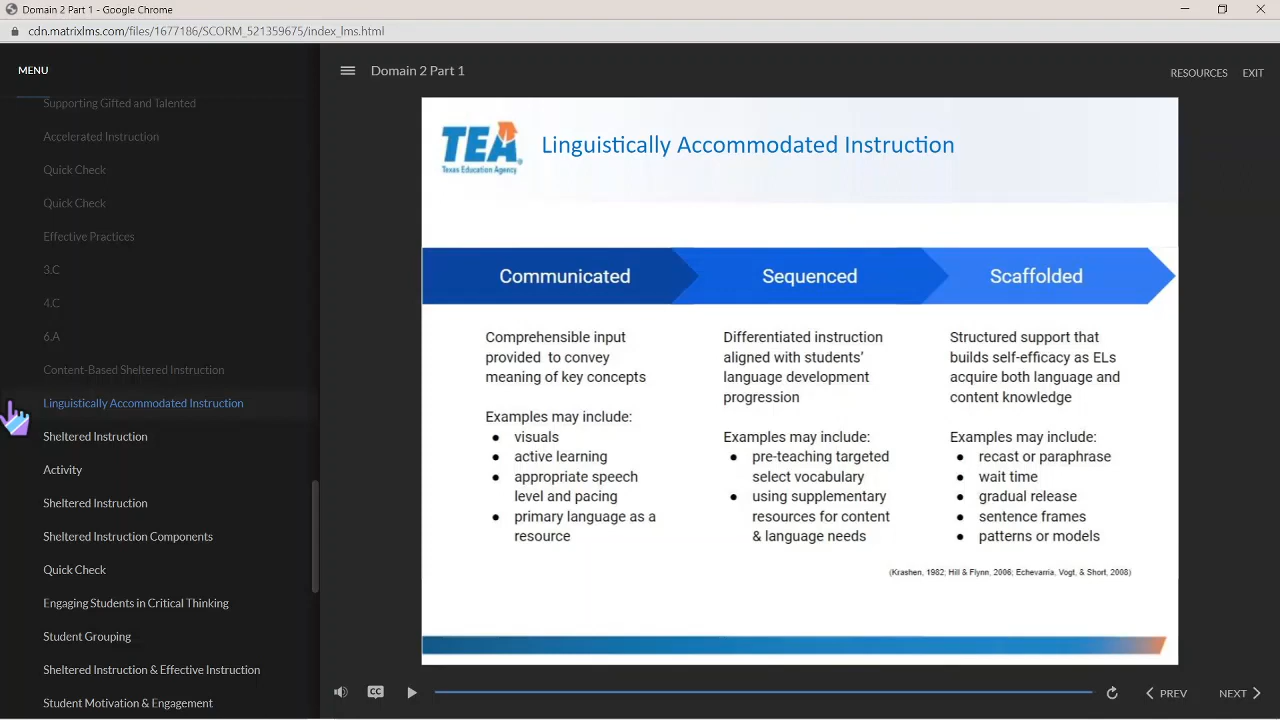 Domain 2 Part 1 - Google Chrome
cdn.matrixlms.com/files/1677186/SCORM_521359675/index_lms.html
MENU
Supporting Gifted and Talented
Accelerated Instruction
Quick Check
Quick Check
Effective Practices
3.C
4.C
6.A
Content-Based Sheltered Instruction
Linguistically Accommodated Instruction
Sheltered Instruction
Activity
Sheltered Instruction
Sheltered Instruction Components
Quick Check
Engaging Students in Critical Thinking
Student Grouping
Sheltered Instruction & Effective Instruction
Student Motivation & Engagement
Domain 2 Part 1
RESOURCES
EXIT
TEA
Texas Education Agency
Linguistically Accommodated Instruction
Communicated
Comprehensible input
provided to convey
meaning of key concepts
Examples may include:
• visuals
• active learning
• appropriate speech
level and pacing
• primary language as a
resource
Sequenced
Differentiated instruction
aligned with students'
language development
progression
Examples may include:
• pre-teaching targeted
select vocabulary
• using supplementary
resources for content
& language needs
Scaffolded
Structured support that
builds self-efficacy as ELs
acquire both language and
content knowledge
Examples may include:
• recast or paraphrase
• wait time
• gradual release
• sentence frames
• patterns or models
(Krashen, 1982; Hill & Flynn, 2006; Echevarria, Vogt, & Short, 2008)
CC
PREV
NEXT